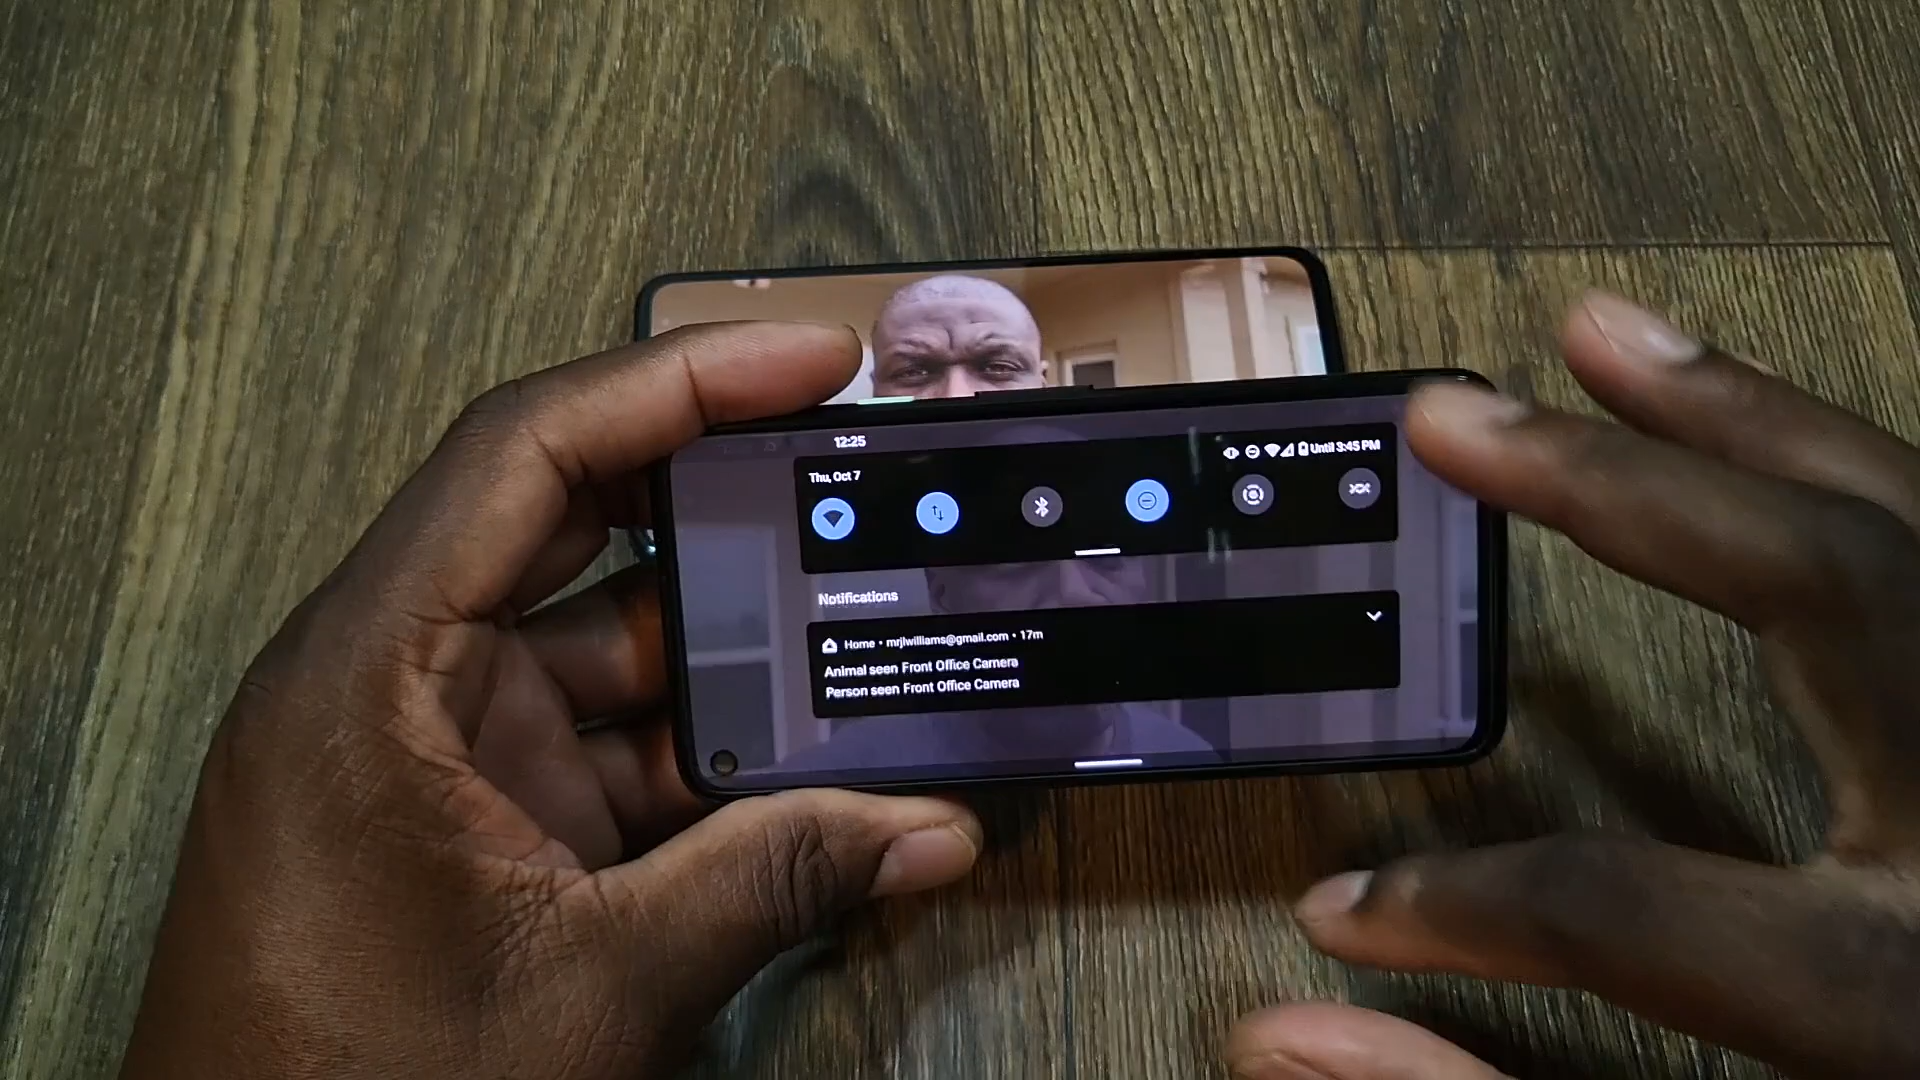 12:25
Until 3:45 PM
Thu, Oct 7
Notifications
Home • mrjlwilliams@gmail.com • 17m
Animal seen Front Office Camera
Person seen Front Office Camera